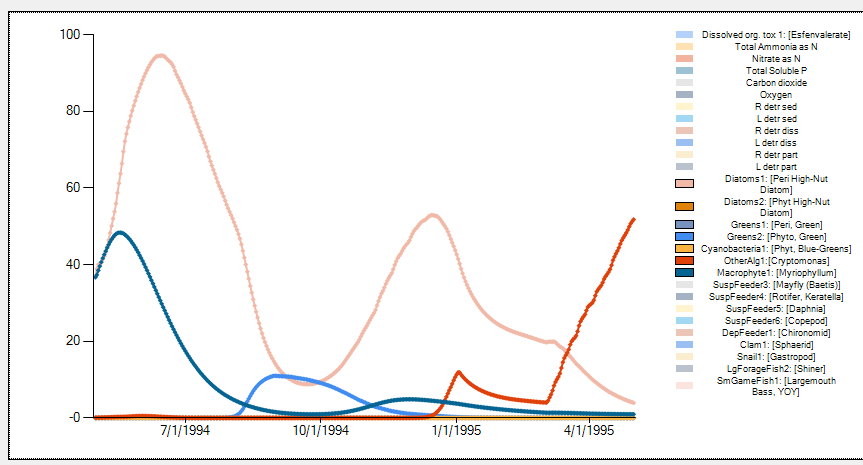 100
80
60
40
20
-0
7/1/1994
10/1/1994
1/1/1995
4/1/1995
Dissolved org. tox 1: [Esfenvalerate]
Total Ammonia as N
Nitrate as N
Total Soluble P
Carbon dioxide
Oxygen
R detr sed
L detr sed
R detr diss
L detr diss
R detr part
L detr part
Diatoms1: [Peri High-Nut
Diatom]
Diatoms2: [Phyt High-Nut
Diatom]
Greens1: [Peri, Green]
Greens2: [Phyto, Green]
Cyanobacteria1: [Phyt, Blue-Greens]
OtherAlg1:[Cryptomonas]
Macrophyte1: [Myriophyllum]
SuspFeeder3: [Mayfly (Baetis)]
SuspFeeder4: [Rotifer, Keratella]
SuspFeeder5: [Daphnia]
SuspFeeder6: [Copepod]
DepFeeder1: [Chironomid]
Clam1: [Sphaerid]
Snail1: [Gastropod]
LgForageFish2: [Shiner]
SmGameFish1: [Largemouth
Bass, YOY]